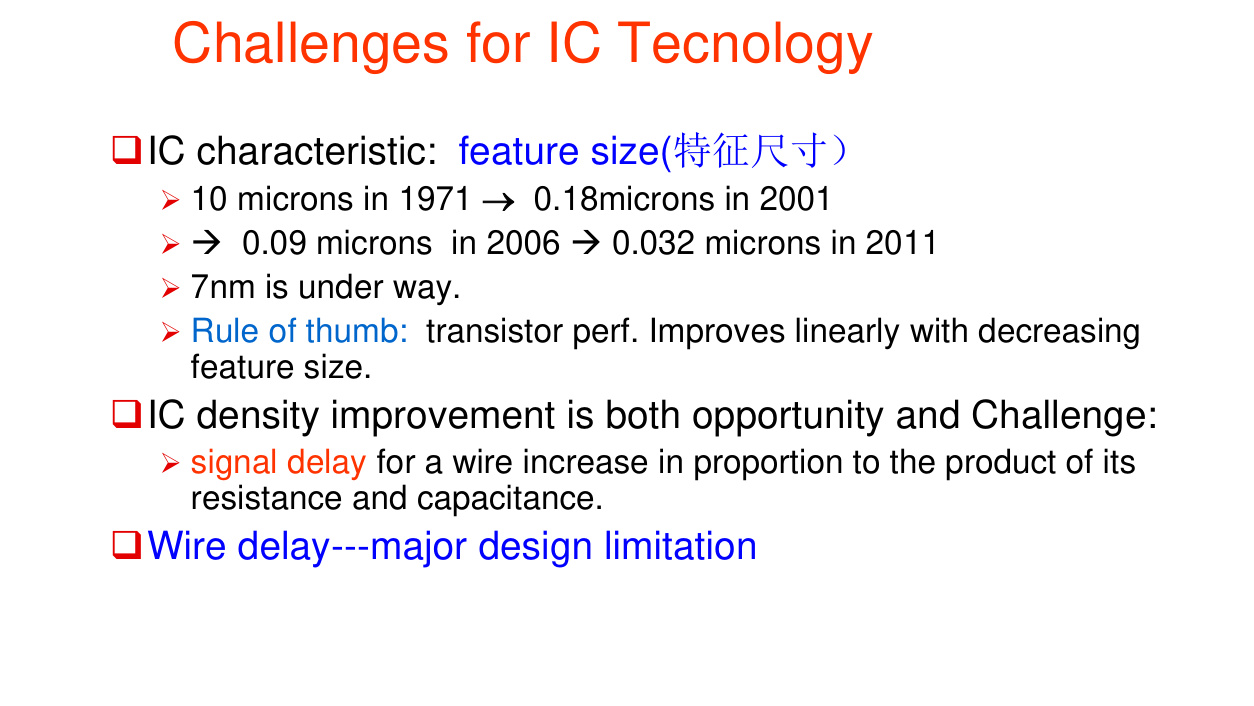 Challenges for IC Tecnology
❑IC characteristic: feature size(特征尺寸）
➢ 10 microns in 1971 → 0.18microns in 2001
➢ → 0.09 microns in 2006 → 0.032 microns in 2011
➢ 7nm is under way.
➢ Rule of thumb: transistor perf. Improves linearly with decreasing
feature size.
❑IC density improvement is both opportunity and Challenge:
➢ signal delay for a wire increase in proportion to the product of its
resistance and capacitance.
❑Wire delay---major design limitation